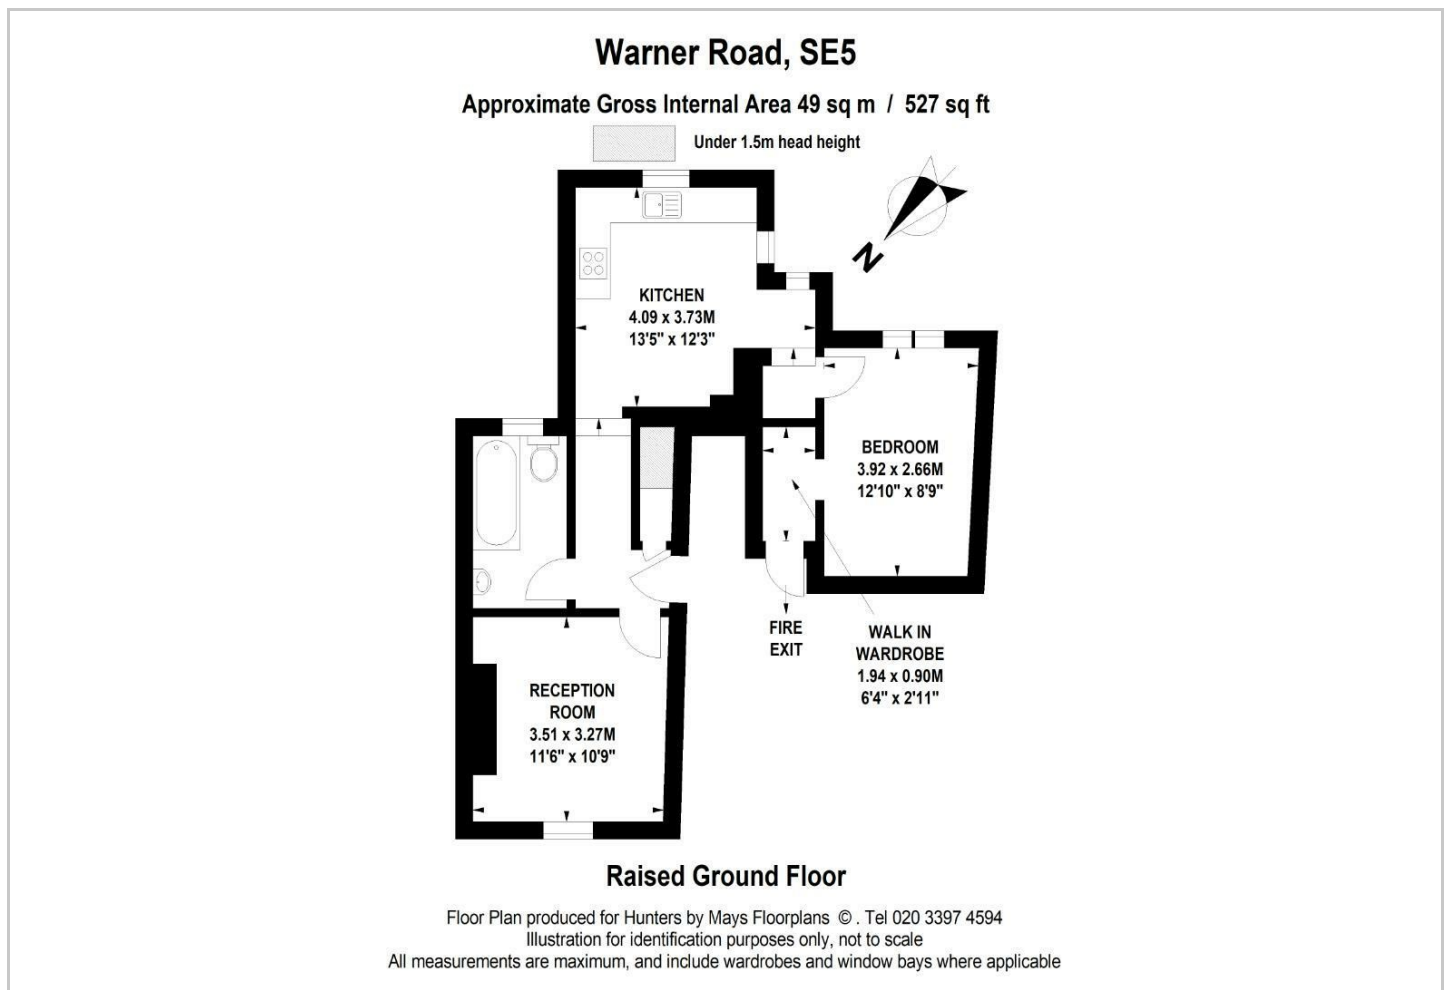 Warner Road, SE5
Approximate Gross Internal Area 49 sq m / 527 sq ft
Under 1.5m head height
N
KITCHEN
4.09 x 3.73M
13'5" x 12'3"
BEDROOM
3.92 x 2.66M
12'10" x 8'9"
FIRE
EXIT
WALK IN
WARDROBE
1.94 x 0.90M
6'4" x 2'11"
RECEPTION
ROOM
3.51 x 3.27M
11'6" x 10'9"
Raised Ground Floor
Floor Plan produced for Hunters by Mays Floorplans © . Tel 020 3397 4594
Illustration for identification purposes only, not to scale
All measurements are maximum, and include wardrobes and window bays where applicable